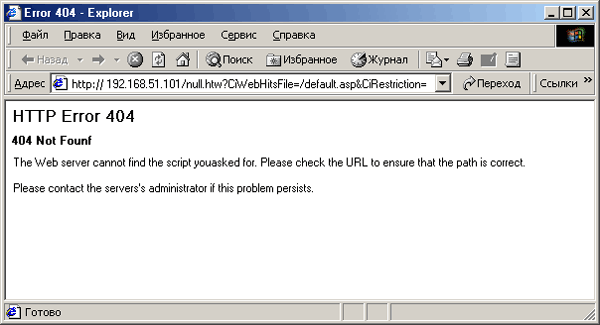 Error 404 - Explorer
Файл Правка Вид Избранное Сервис Справка
Назад Поиск Избранное Журнал
Адрес http:// 192.168.51.101/null.htw?CiWebHitsFile=/default.asp&CiRestriction= Переход Ссылки »
HTTP Error 404
404 Not Founf
The Web server cannot find the script youasked for. Please check the URL to ensure that the path is correct.
Please contact the servers's administrator if this problem persists.
Готово